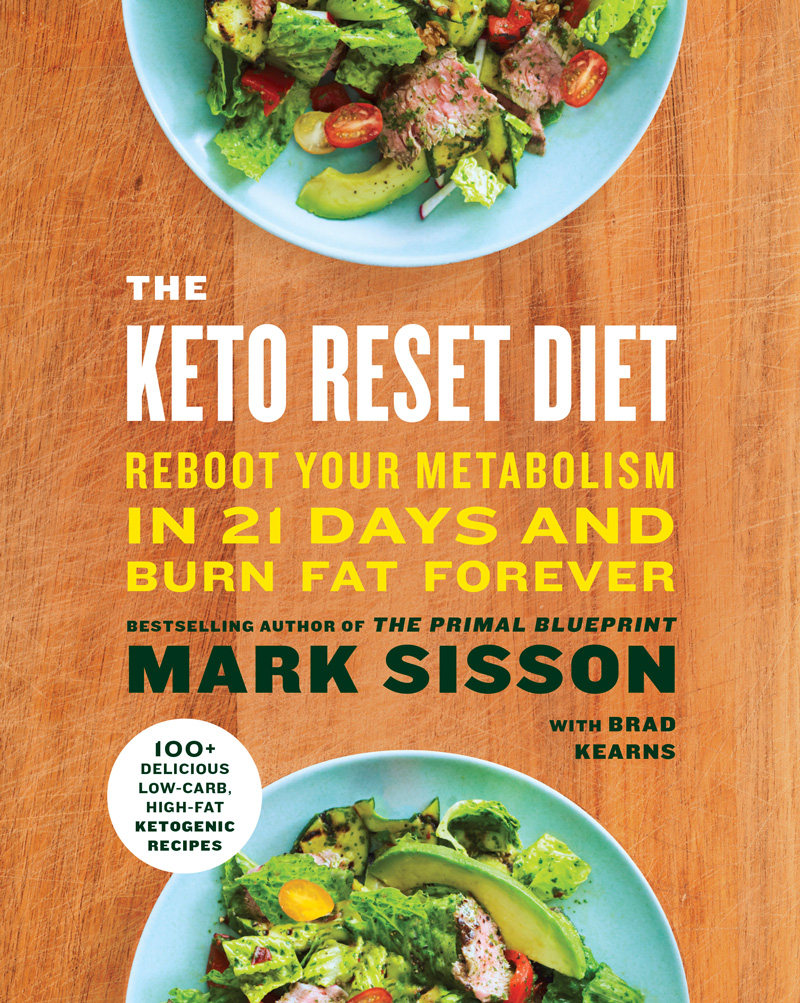 THE
KETO RESET DIET
REBOOT YOUR METABOLISM
IN 21 DAYS AND
BURN FAT FOREVER
BESTSELLING AUTHOR OF THE PRIMAL BLUEPRINT
MARK SISSON
WITH BRAD
KEARNS
100+
DELICIOUS
LOW-CARB,
HIGH-FAT
KETOGENIC
RECIPES